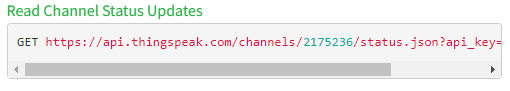 Read Channel Status Updates
GET https://api.thingspeak.com/channels/2175236/status.json?api_key=